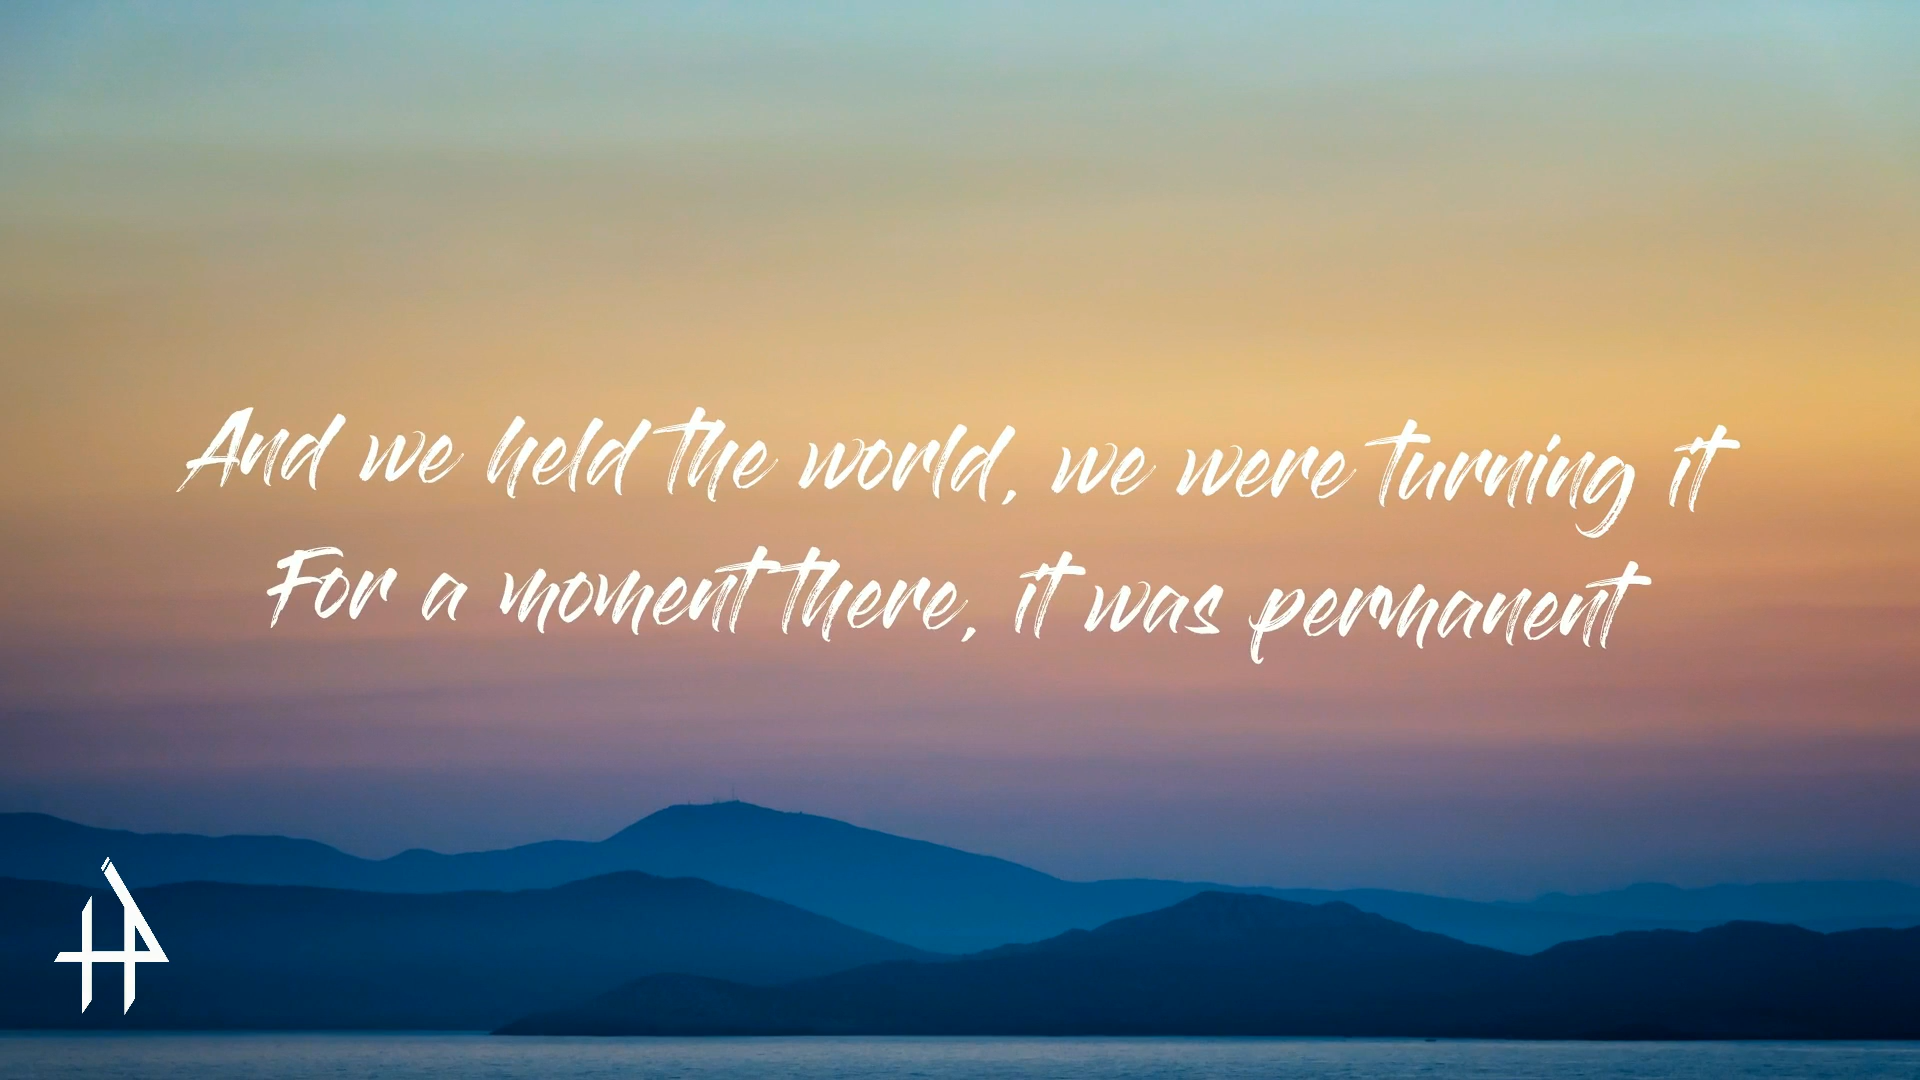 And we held the world, we were turning it
For a moment there, it was permanent